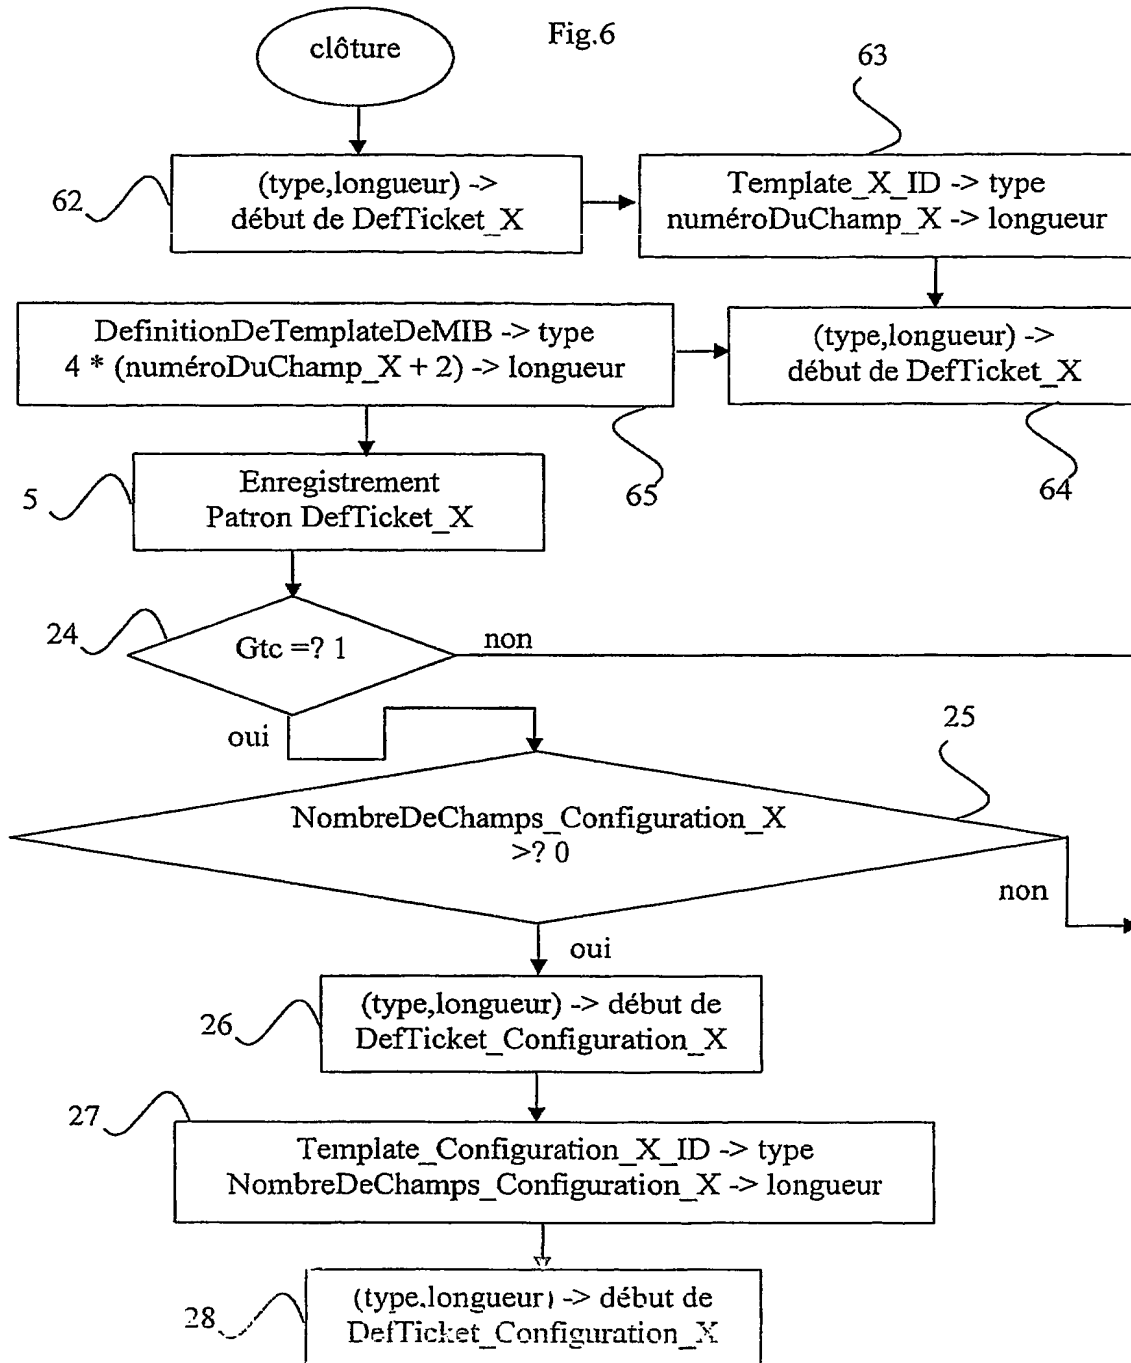 Fig.6
clôture
63
62
(type,longueur) ->
début de DefTicket_X
Template_X_ID -> type
numéroDuChamp_X -> longueur
DefinitionDeTemplateDeMIB -> type
4 * (numéroDuChamp_X + 2) -> longueur
(type,longueur) ->
début de DefTicket_X
65
64
5
Enregistrement
Patron DefTicket_X
24
Gtc =? 1
non
oui
25
NombreDeChamps_Configuration_X
>? 0
non
oui
26
(type,longueur) -> début de
DefTicket_Configuration_X
27
Template_Configuration_X_ID -> type
NombreDeChamps_Configuration_X -> longueur
28
(type,longueur) -> début de
DefTicket_Configuration_X